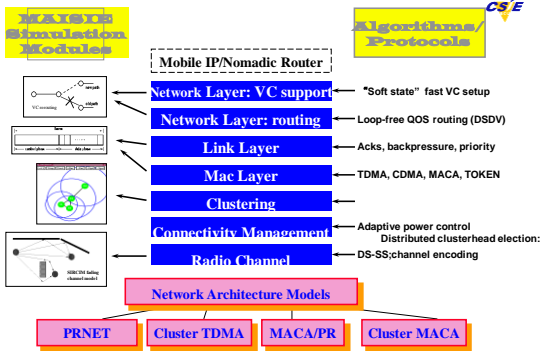 CSIE
MAISIE
Simulation
Modules
Algorithms/
Protocols
Mobile IP/Nomadic Router
Network Layer: VC support
"Soft state" fast VC setup
new path
old path
VC rerouting
Network Layer: routing
Loop-free QOS routing (DSDV)
Link Layer
Acks, backpressure, priority
frame
control phase
data phase
Mac Layer
TDMA, CDMA, MACA, TOKEN
Clustering
Connectivity Management
Adaptive power control
Distributed clusterhead election:
Radio Channel
DS-SS;channel encoding
SIRCIM fading
channel model
Network Architecture Models
PRNET
Cluster TDMA
MACA/PR
Cluster MACA